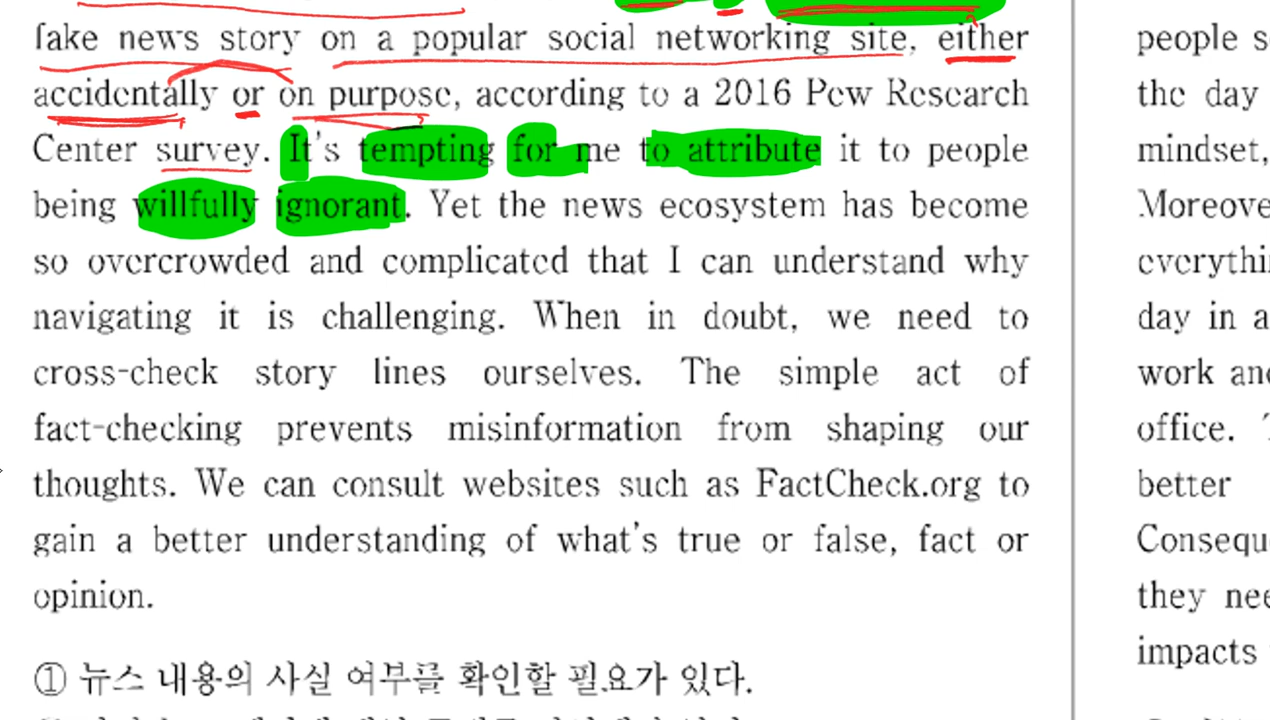 fake news story on a popular social networking site, either
accidentally or on purpose, according to a 2016 Pew Research
Center survey. It's tempting for me to attribute it to people
being willfully ignorant. Yet the news ecosystem has become
so overcrowded and complicated that I can understand why
navigating it is challenging. When in doubt, we need to
cross-check story lines ourselves. The simple act of
fact-checking prevents misinformation from shaping our
thoughts. We can consult websites such as FactCheck.org to
gain a better understanding of what's true or false, fact or
opinion.
① 뉴스 내용의 사실 여부를 확인할 필요가 있다.
people s
the day
mindset,
Moreove
everythi
day in a
work an
office.
better
Consequ
they nee
impacts